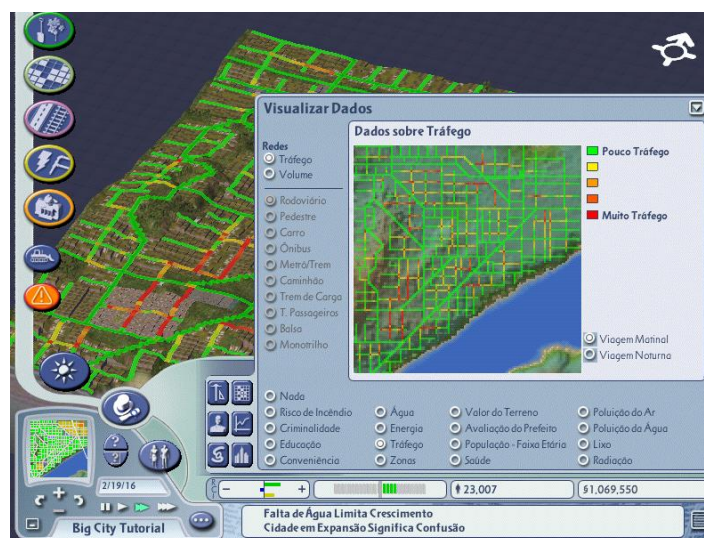 Visualizar Dados
Dados sobre Tráfego
Redes
Tráfego
Volume
Rodoviário
Pedestre
Carro
Ônibus
Metrô/Trem
Caminhão
Trem de Carga
T. Passageiros
Balsa
Monotrilho
Pouco Tráfego
Muito Tráfego
Viagem Matinal
Viagem Noturna
Nada
Risco de Incêndio
Criminalidade
Educação
Conveniência
Água
Energia
Tráfego
Zonas
Valor do Terreno
Avaliação do Prefeito
População - Faixa Etária
Saúde
Poluição do Ar
Poluição da Água
Lixo
Radiação
2/19/16
Big City Tutorial
R C I
- +
23,007
§1,069,550
Falta de Água Limita Crescimento
Cidade em Expansão Significa Confusão